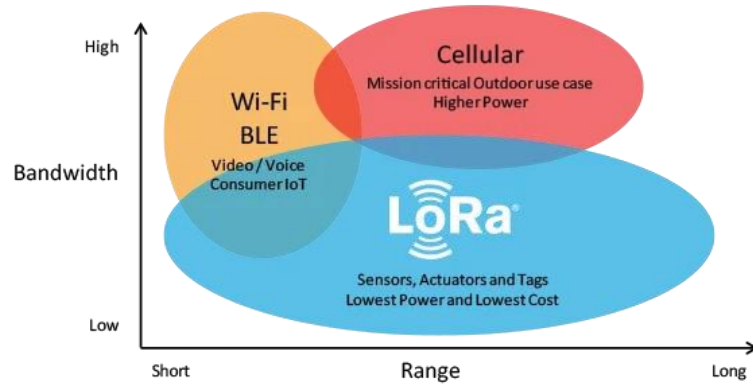 High
Cellular
Mission critical Outdoor use case
Higher Power
Wi-Fi
BLE
Video / Voice
Consumer IoT
Bandwidth
LoRa®
Sensors, Actuators and Tags
Lowest Power and Lowest Cost
Low
Short
Range
Long